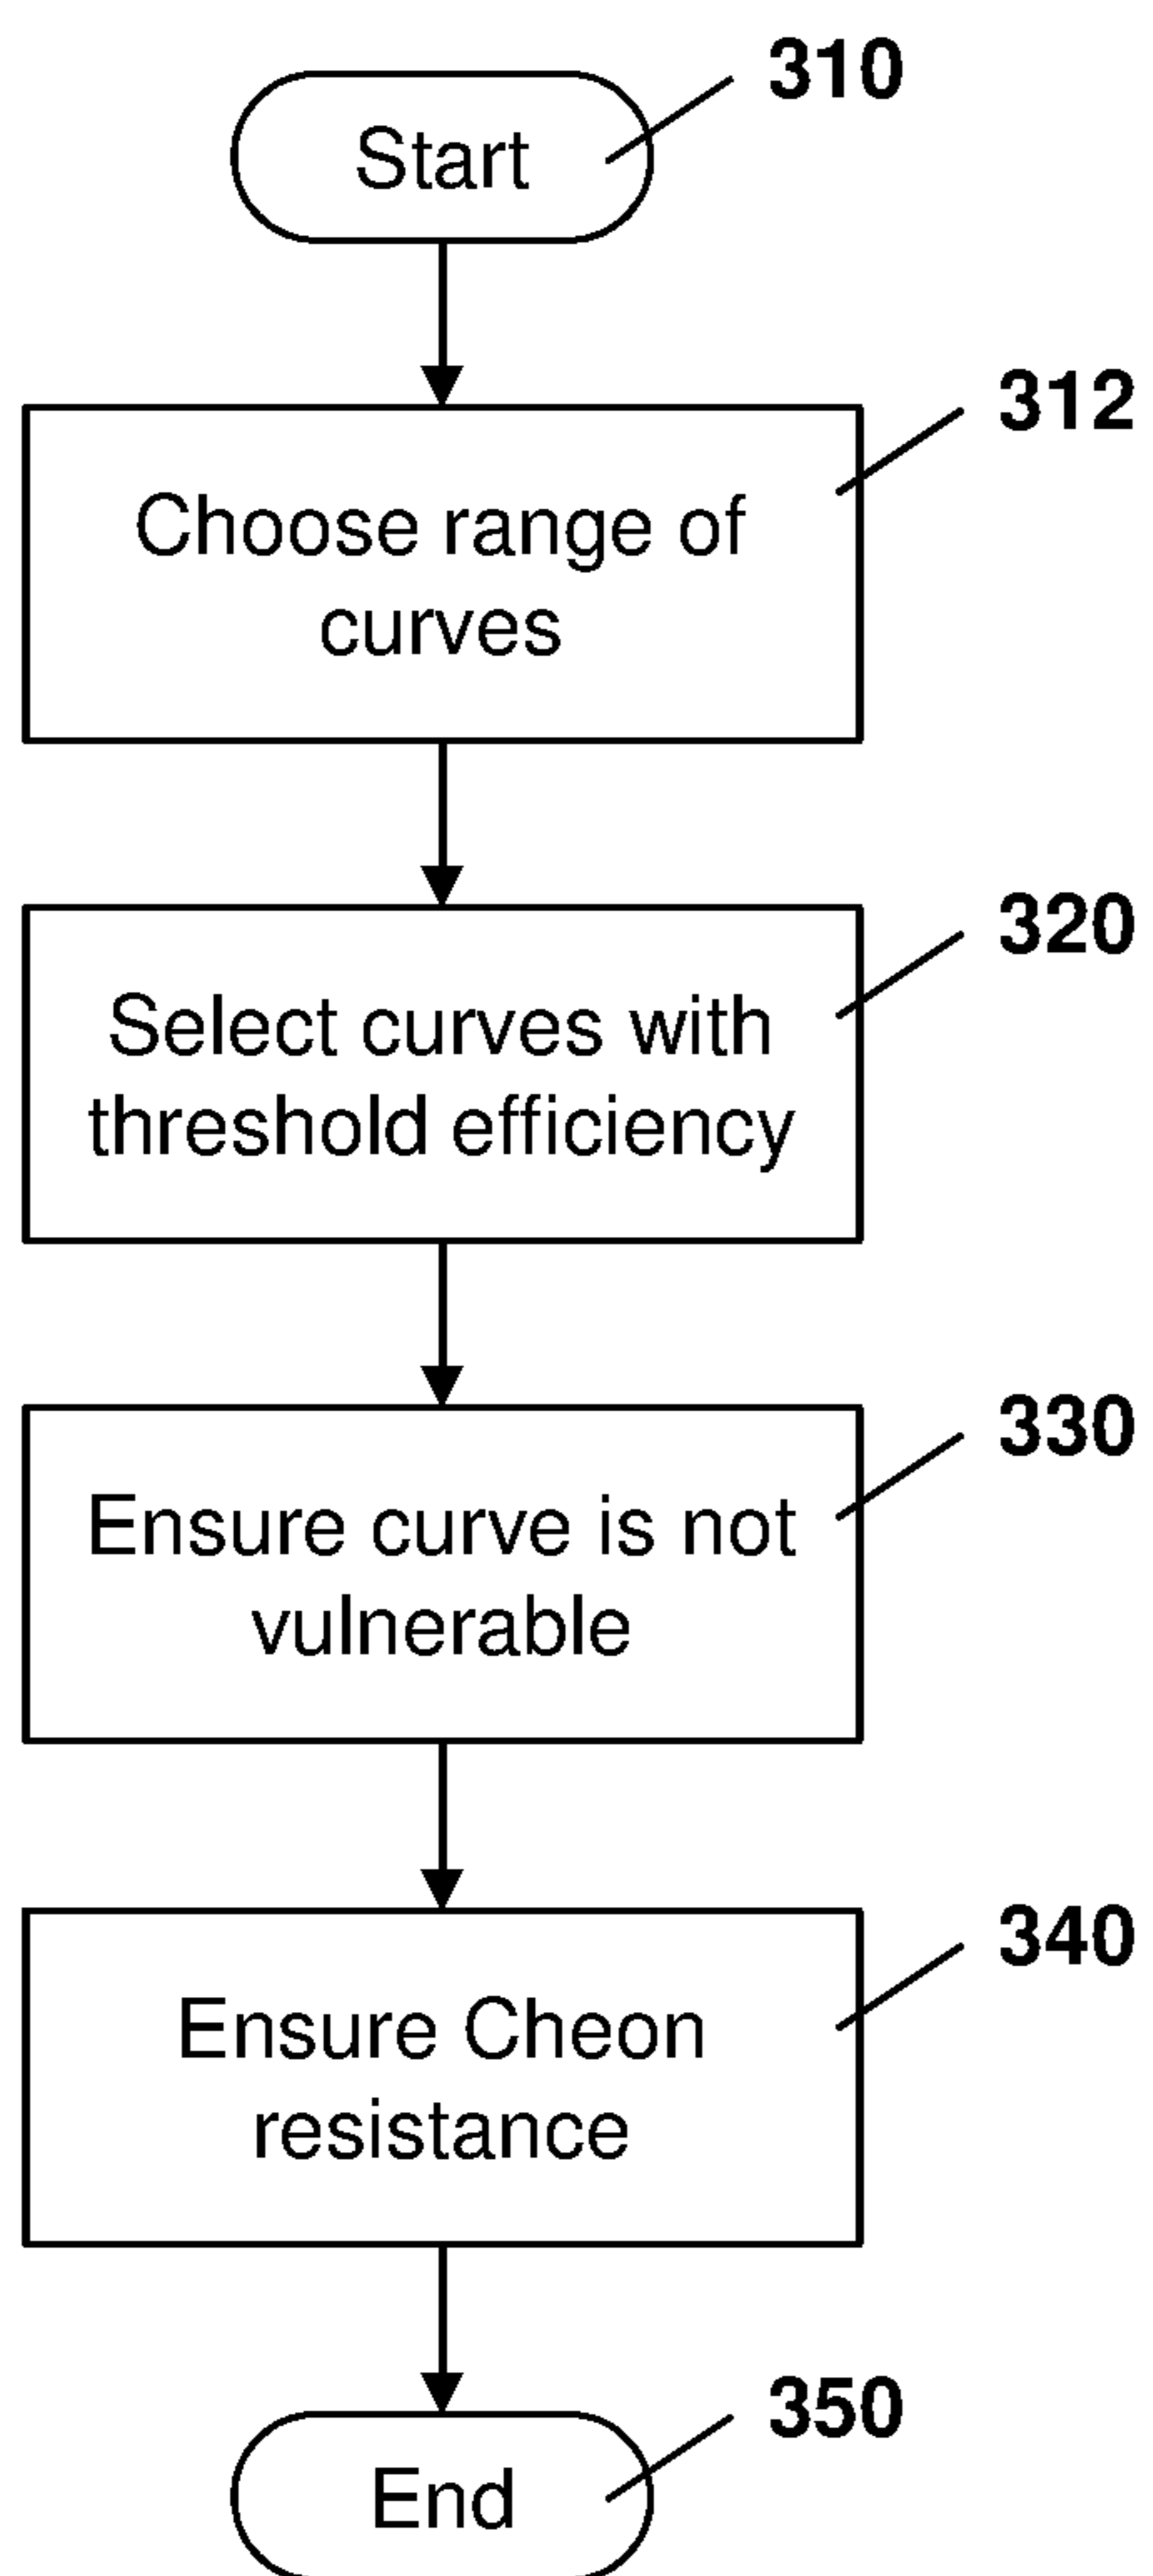 310
Start
312
Choose range of
curves
320
Select curves with
threshold efficiency
330
Ensure curve is not
vulnerable
340
Ensure Cheon
resistance
350
End